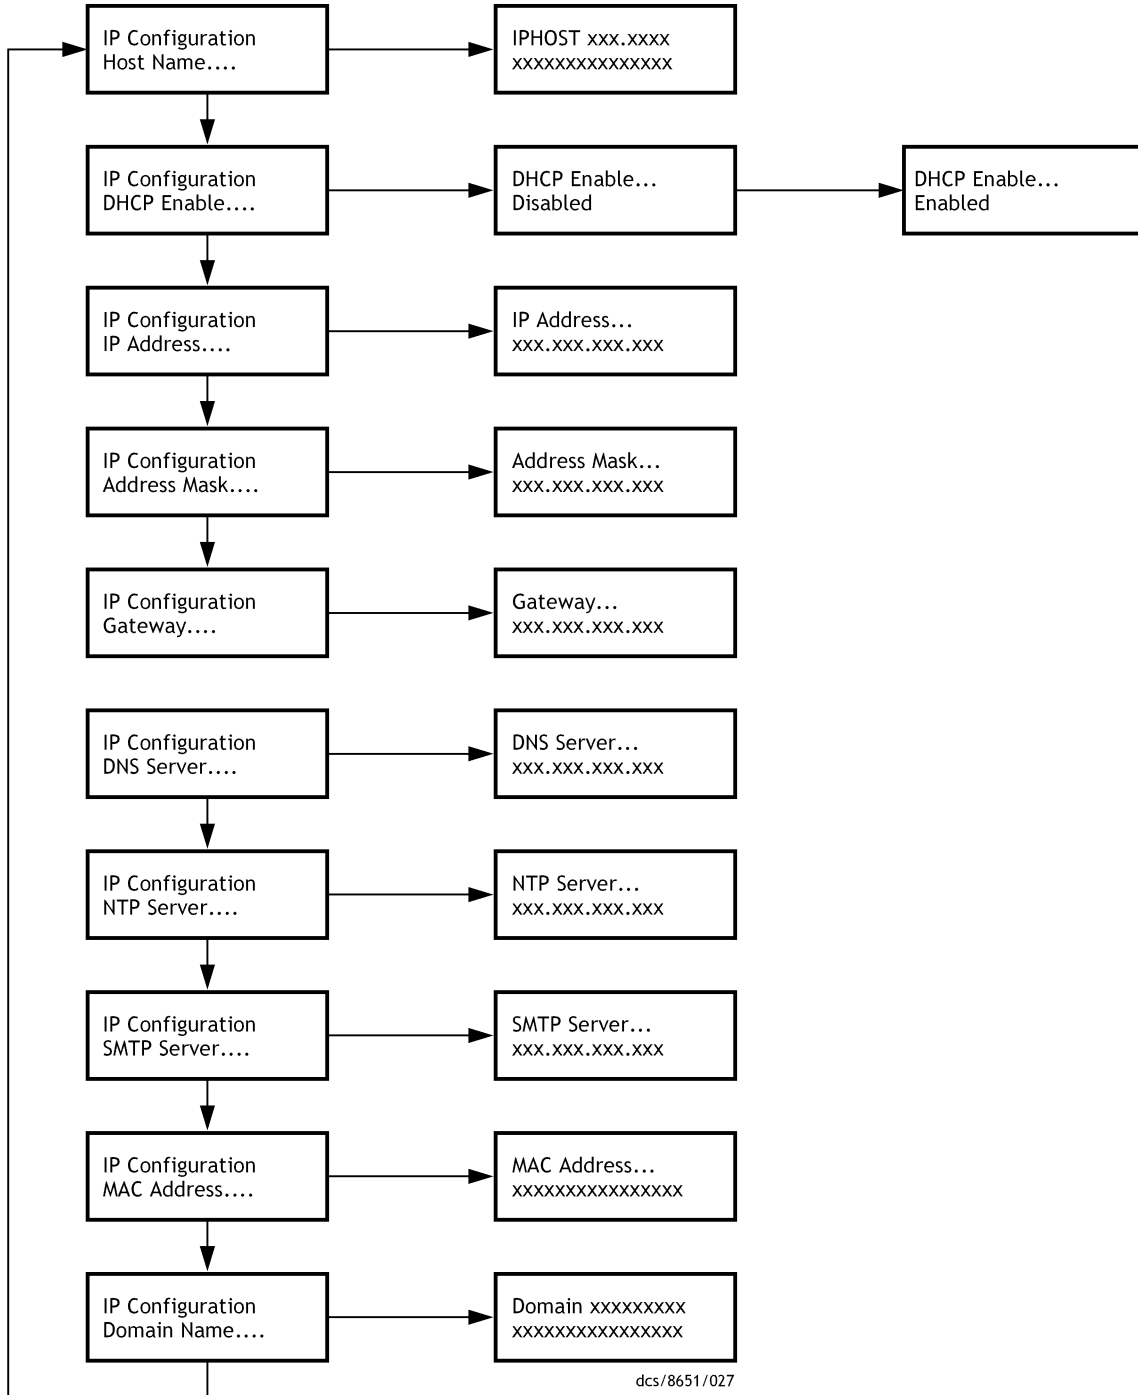 IP Configuration
Host Name....
IPHOST xxx.xxxx
xxxxxxxxxxxxxxx
IP Configuration
DHCP Enable....
DHCP Enable...
Disabled
DHCP Enable...
Enabled
IP Configuration
IP Address....
IP Address...
xxx.xxx.xxx.xxx
IP Configuration
Address Mask....
Address Mask...
xxx.xxx.xxx.xxx
IP Configuration
Gateway....
Gateway...
xxx.xxx.xxx.xxx
IP Configuration
DNS Server....
DNS Server...
xxx.xxx.xxx.xxx
IP Configuration
NTP Server....
NTP Server...
xxx.xxx.xxx.xxx
IP Configuration
SMTP Server....
SMTP Server...
xxx.xxx.xxx.xxx
IP Configuration
MAC Address....
MAC Address...
xxxxxxxxxxxxxxxx
IP Configuration
Domain Name....
Domain xxxxxxxxx
xxxxxxxxxxxxxxxx
dcs/8651/027